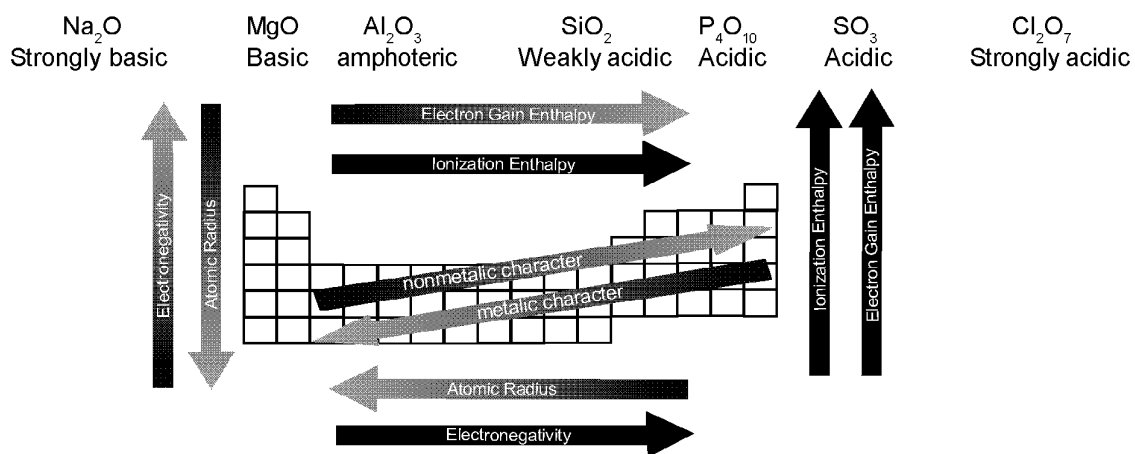 Na₂O MgO Al₂O₃ SiO₂ P₄O₁₀ SO₃ Cl₂O₇
Strongly basic Basic amphoteric Weakly acidic Acidic Acidic Strongly acidic
Electron Gain Enthalpy
Ionization Enthalpy
Electronegativity
Atomic Radius
nonmetalic character
metalic character
Ionization Enthalpy
Electron Gain Enthalpy
Atomic Radius
Electronegativity